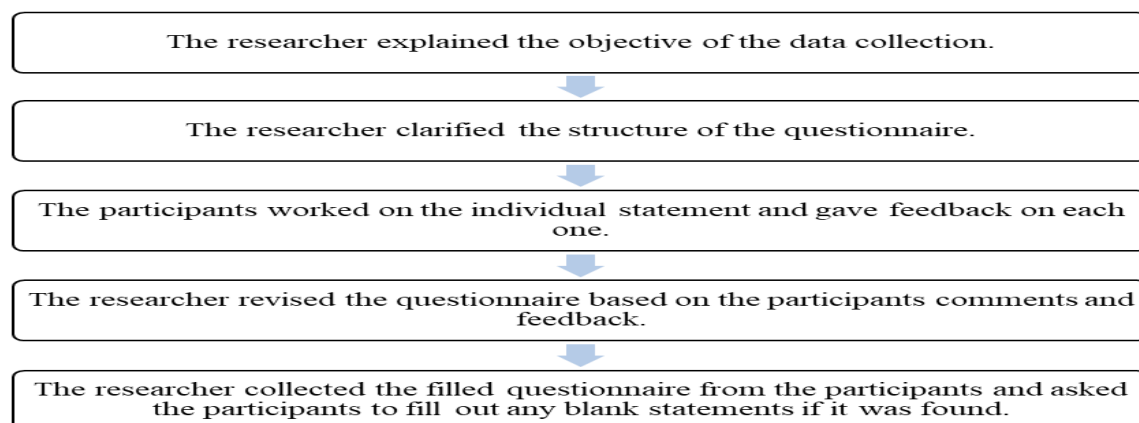 The researcher explained the objective of the data collection.
The researcher clarified the structure of the questionnaire.
The participants worked on the individual statement and gave feedback on each
one.
The researcher revised the questionnaire based on the participants comments and
feedback.
The researcher collected the filled questionnaire from the participants and asked
the participants to fill out any blank statements if it was found.